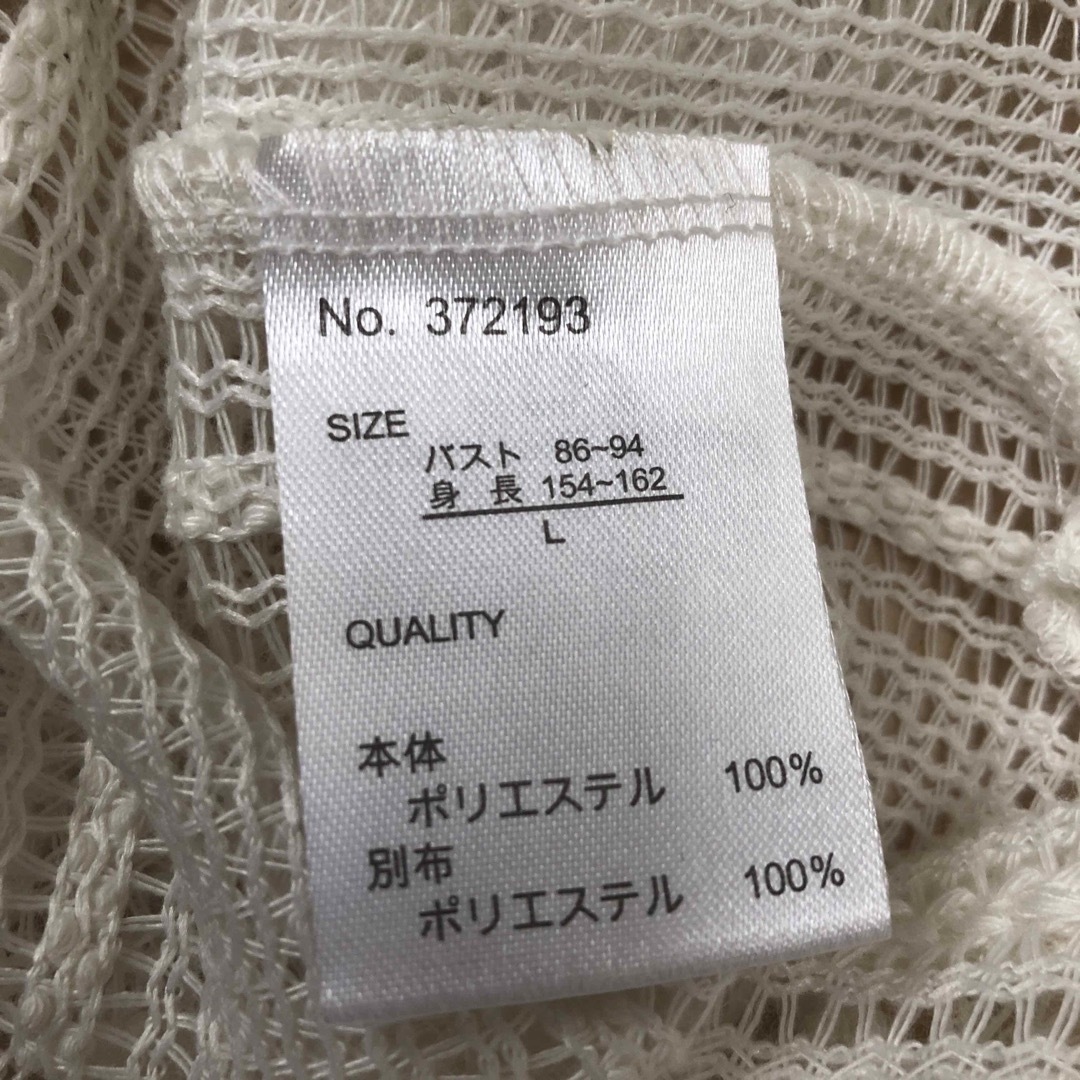 No. 372193
SIZE
バスト 86~94
身 長 154~162
L
QUALITY
本体
ポリエステル 100%
別布
ポリエステル 100%